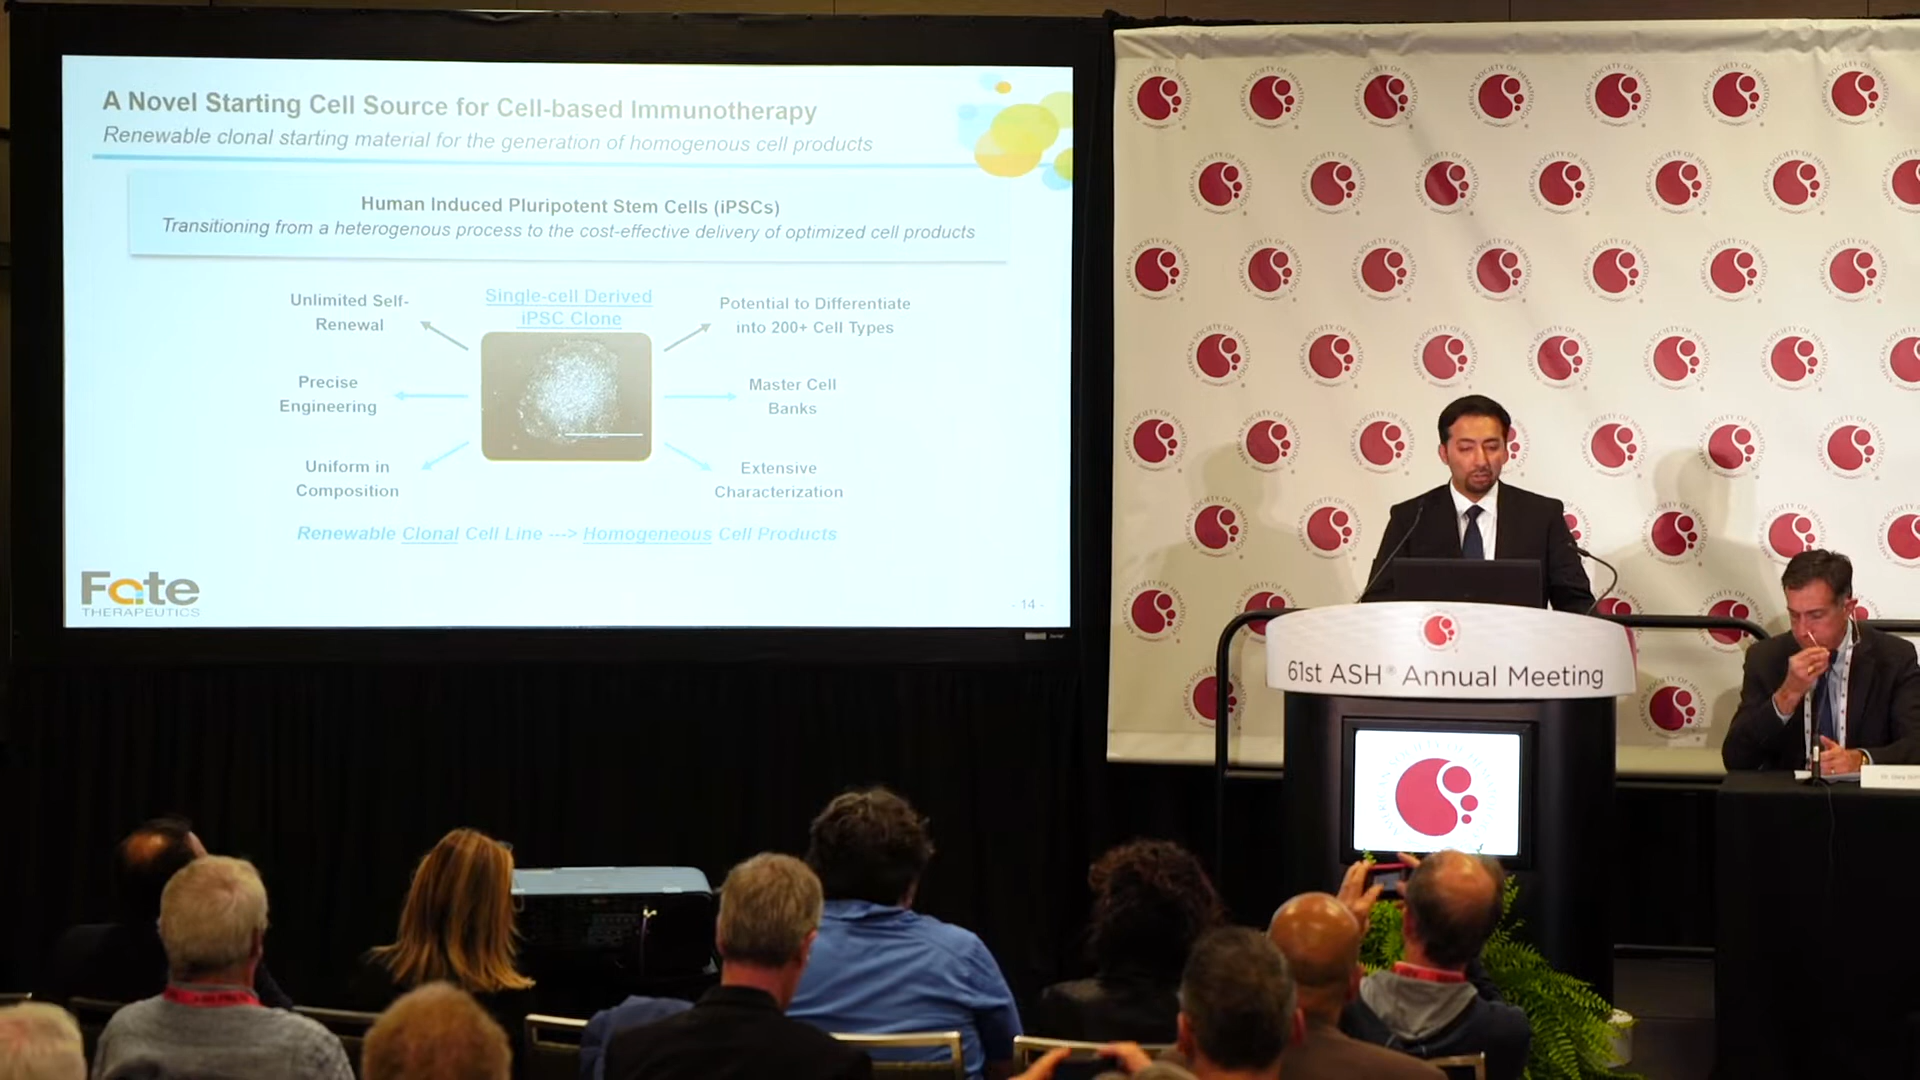 A Novel Starting Cell Source for Cell-based Immunotherapy
Renewable clonal starting material for the generation of homogenous cell products
Human Induced Pluripotent Stem Cells (iPSCs)
Transitioning from a heterogenous process to the cost-effective delivery of optimized cell products
Unlimited Self-
Renewal
Single-cell Derived
iPSC Clone
Potential to Differentiate
into 200+ Cell Types
Precise
Engineering
Master Cell
Banks
Uniform in
Composition
Extensive
Characterization
Renewable Clonal Cell Line ---> Homogeneous Cell Products
Fate
THERAPEUTICS
- 14 -
AMERICAN SOCIETY OF HEMATOLOGY
61st ASH® Annual Meeting